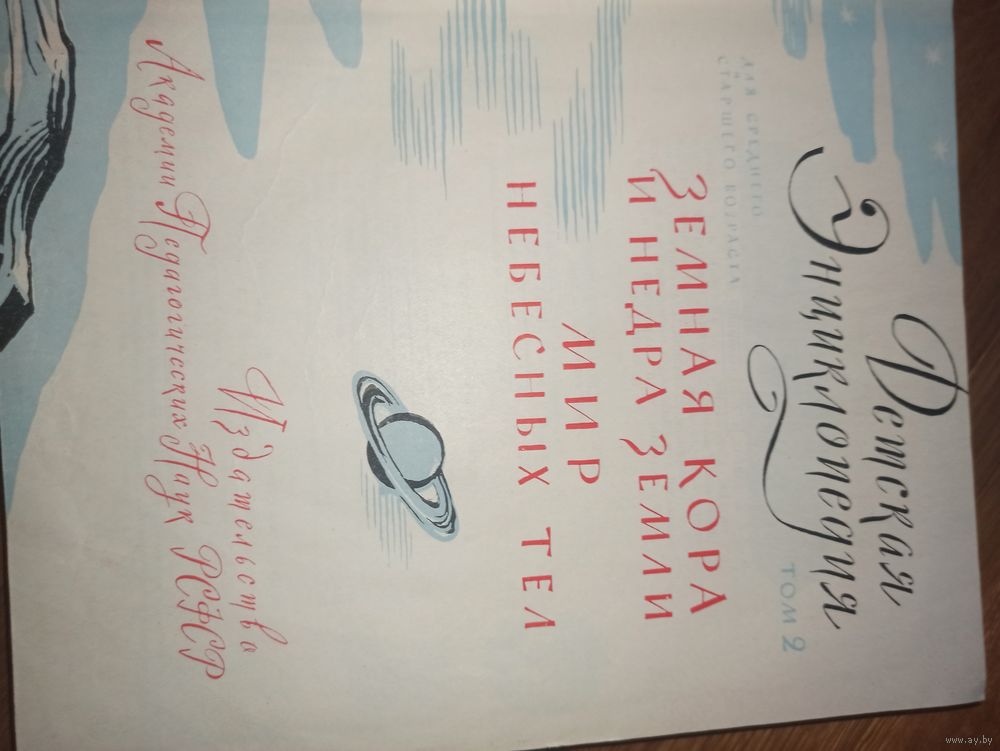 Детская
Энциклопедия
ДЛЯ СРЕДНЕГО
И
СТАРШЕГО ВОЗРАСТА
ТОМ 2
ЗЕМНАЯ КОРА
И НЕДРА ЗЕМЛИ
МИР
НЕБЕСНЫХ ТЕЛ
Издательство
Академии Педагогических Наук РСФСР
www.ay.by